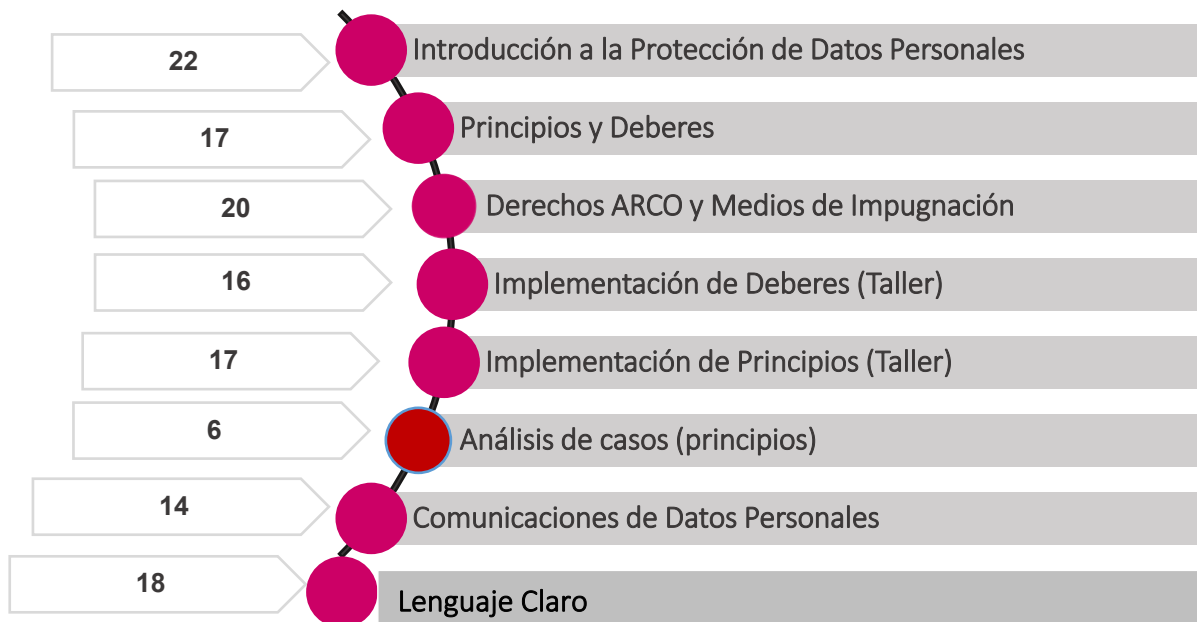 22
Introducción a la Protección de Datos Personales
17
Principios y Deberes
20
Derechos ARCO y Medios de Impugnación
16
Implementación de Deberes (Taller)
17
Implementación de Principios (Taller)
6
Análisis de casos (principios)
14
Comunicaciones de Datos Personales
18
Lenguaje Claro